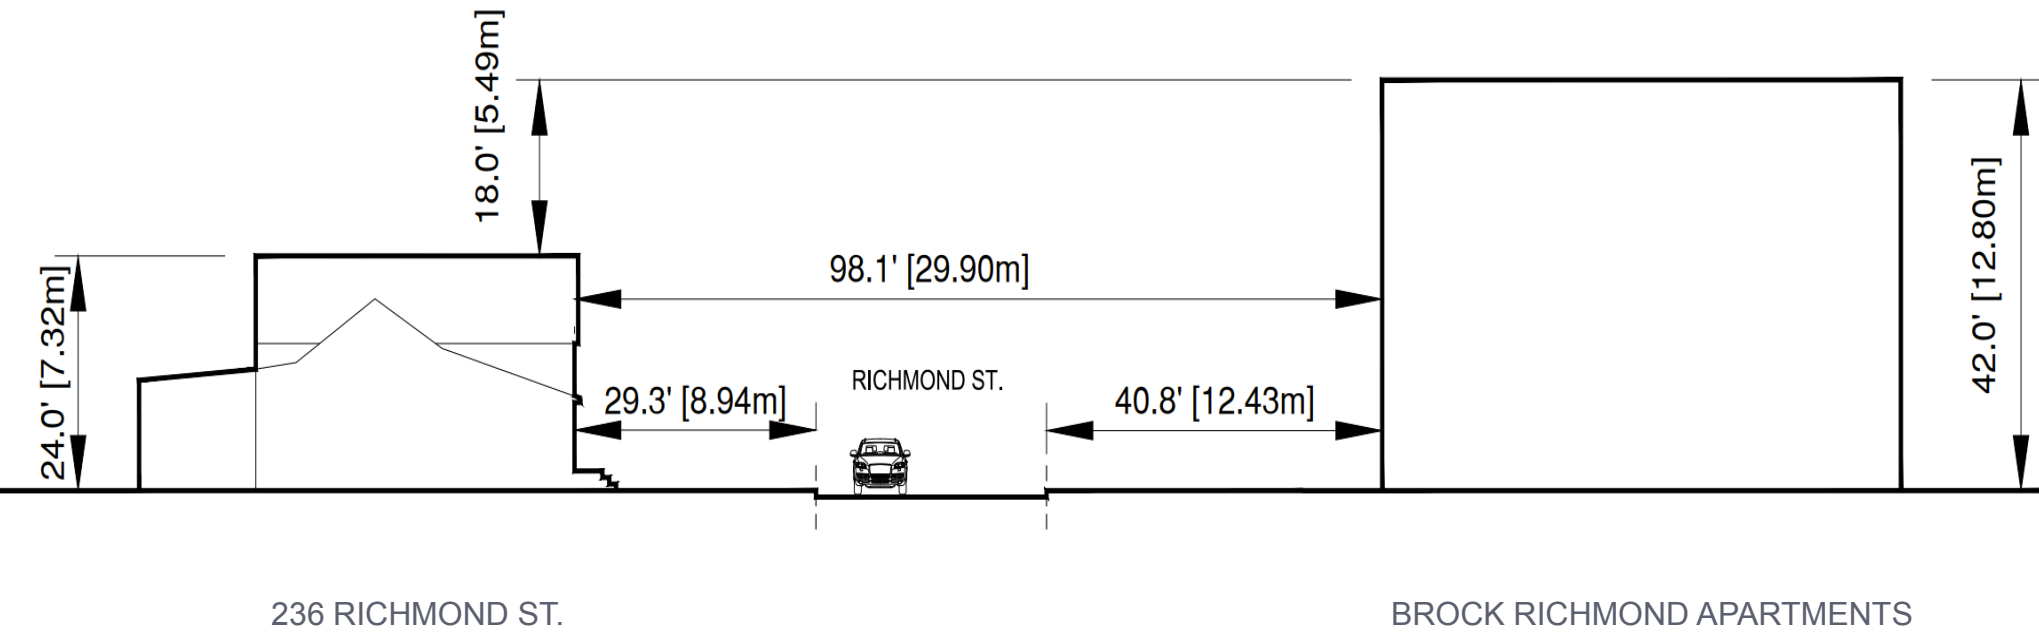 18.0' [5.49m]
24.0' [7.32m]
98.1' [29.90m]
RICHMOND ST.
29.3' [8.94m]
40.8' [12.43m]
42.0' [12.80m]
236 RICHMOND ST.
BROCK RICHMOND APARTMENTS